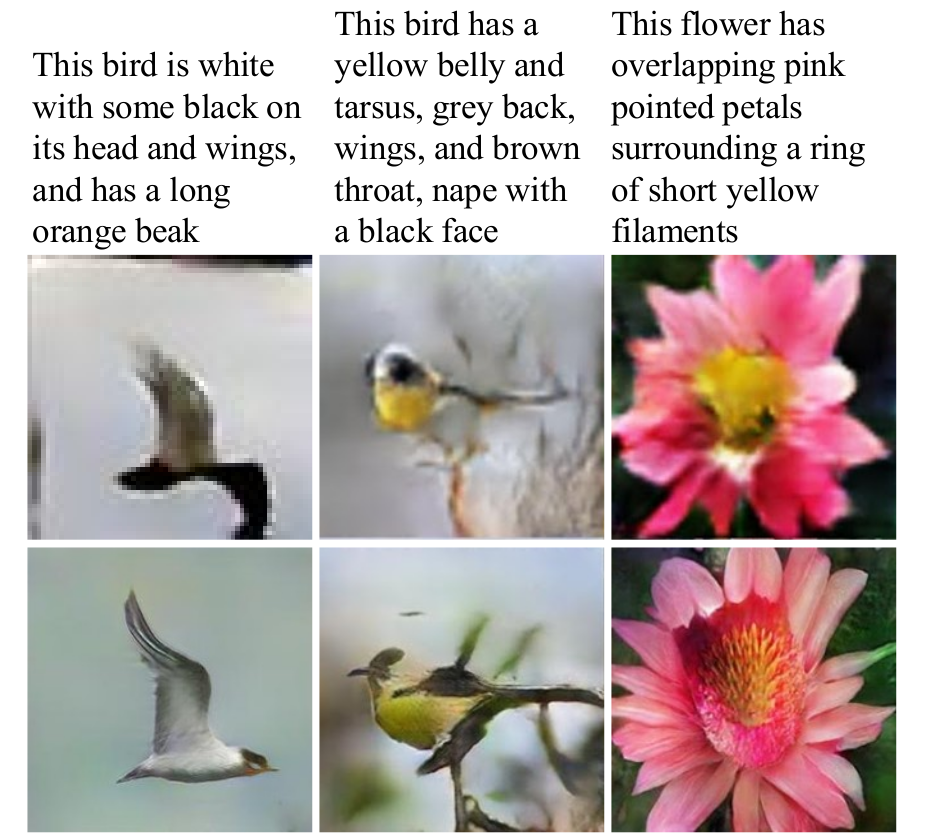 This bird is white
with some black on
its head and wings,
and has a long
orange beak
This bird has a
yellow belly and
tarsus, grey back,
wings, and brown
throat, nape with
a black face
This flower has
overlapping pink
pointed petals
surrounding a ring
of short yellow
filaments